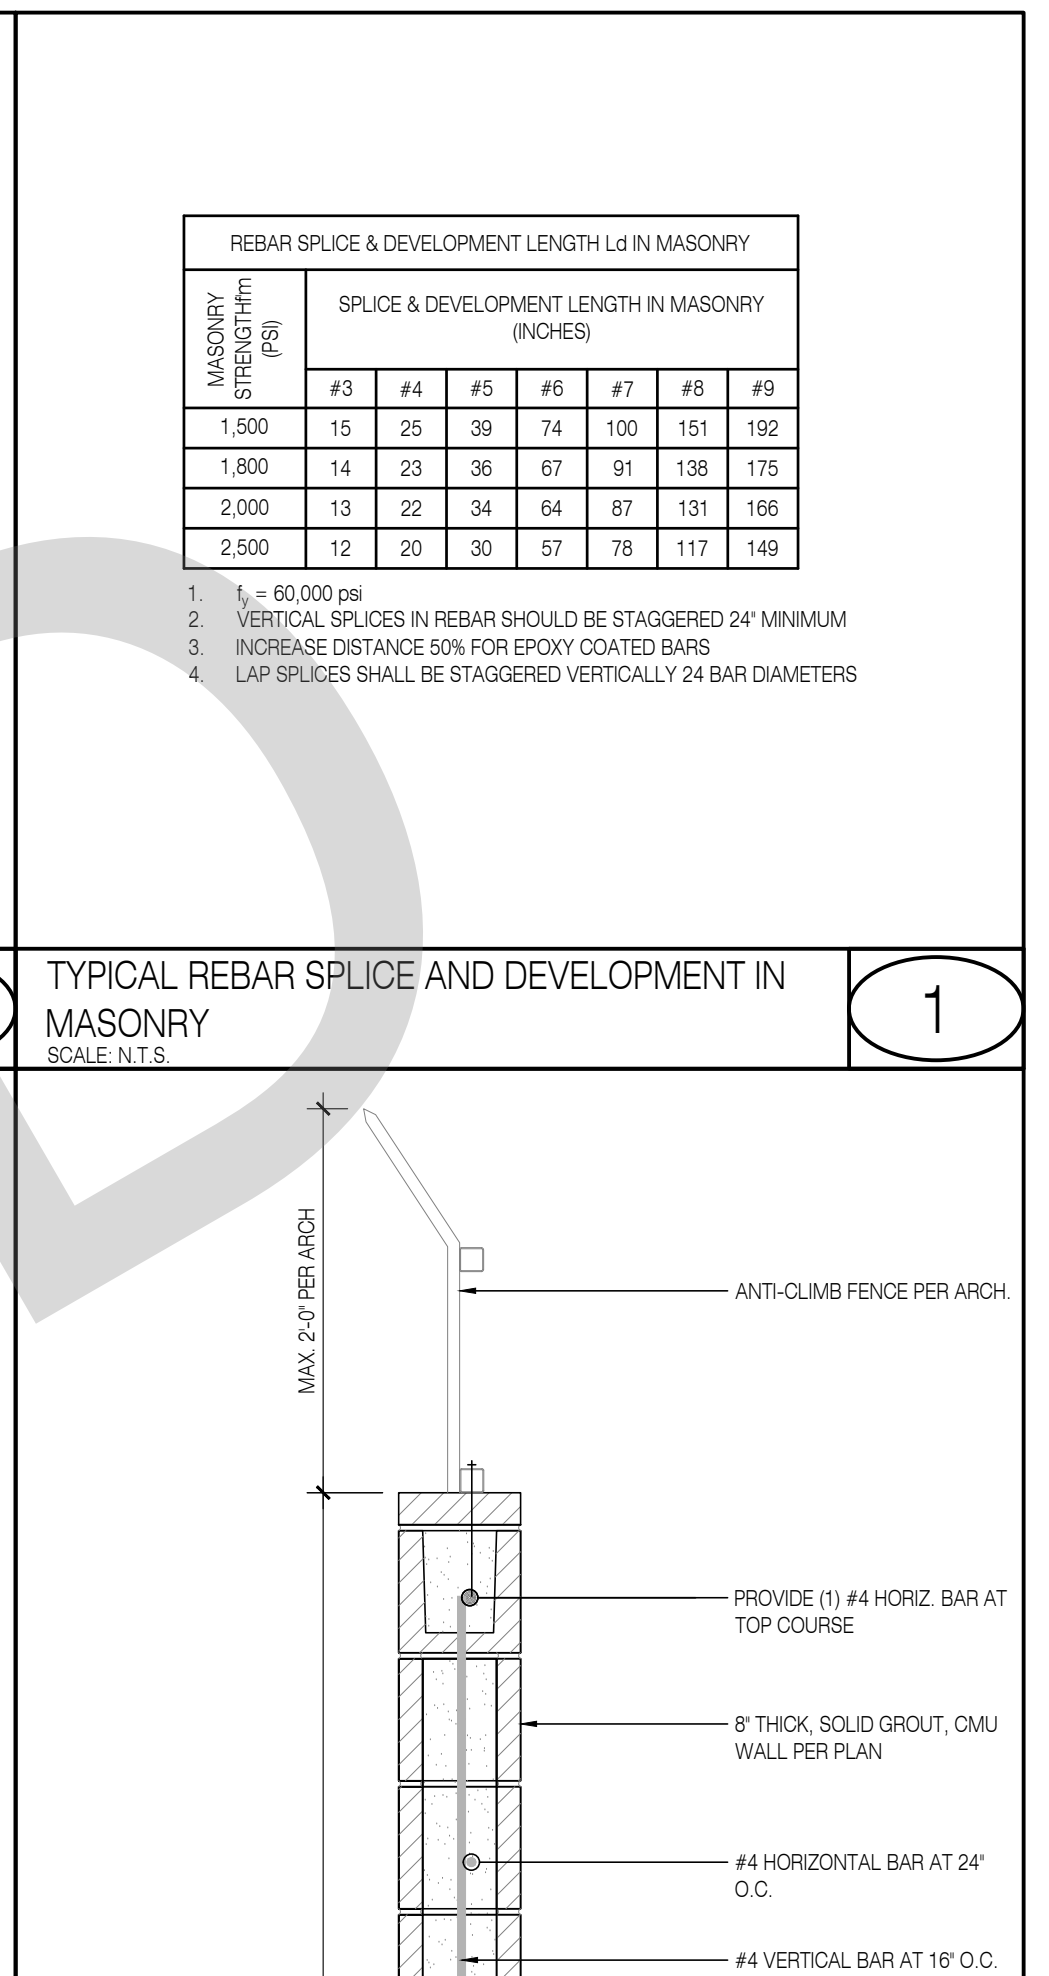 REBAR SPLICE & DEVELOPMENT LENGTH Ld IN MASONRY
MASONRY
STRENGTHfm
(PSI)
SPLICE & DEVELOPMENT LENGTH IN MASONRY
(INCHES)
#3 #4 #5 #6 #7 #8 #9
1,500 15 25 39 74 100 151 192
1,800 14 23 36 67 91 138 175
2,000 13 22 34 64 87 131 166
2,500 12 20 30 57 78 117 149
1. fy = 60,000 psi
2. VERTICAL SPLICES IN REBAR SHOULD BE STAGGERED 24" MINIMUM
3. INCREASE DISTANCE 50% FOR EPOXY COATED BARS
4. LAP SPLICES SHALL BE STAGGERED VERTICALLY 24 BAR DIAMETERS
TYPICAL REBAR SPLICE AND DEVELOPMENT IN
MASONRY
SCALE: N.T.S.
1
MAX. 2'-0" PER ARCH
ANTI-CLIMB FENCE PER ARCH.
PROVIDE (1) #4 HORIZ. BAR AT
TOP COURSE
8" THICK, SOLID GROUT, CMU
WALL PER PLAN
#4 HORIZONTAL BAR AT 24"
O.C.
#4 VERTICAL BAR AT 16" O.C.